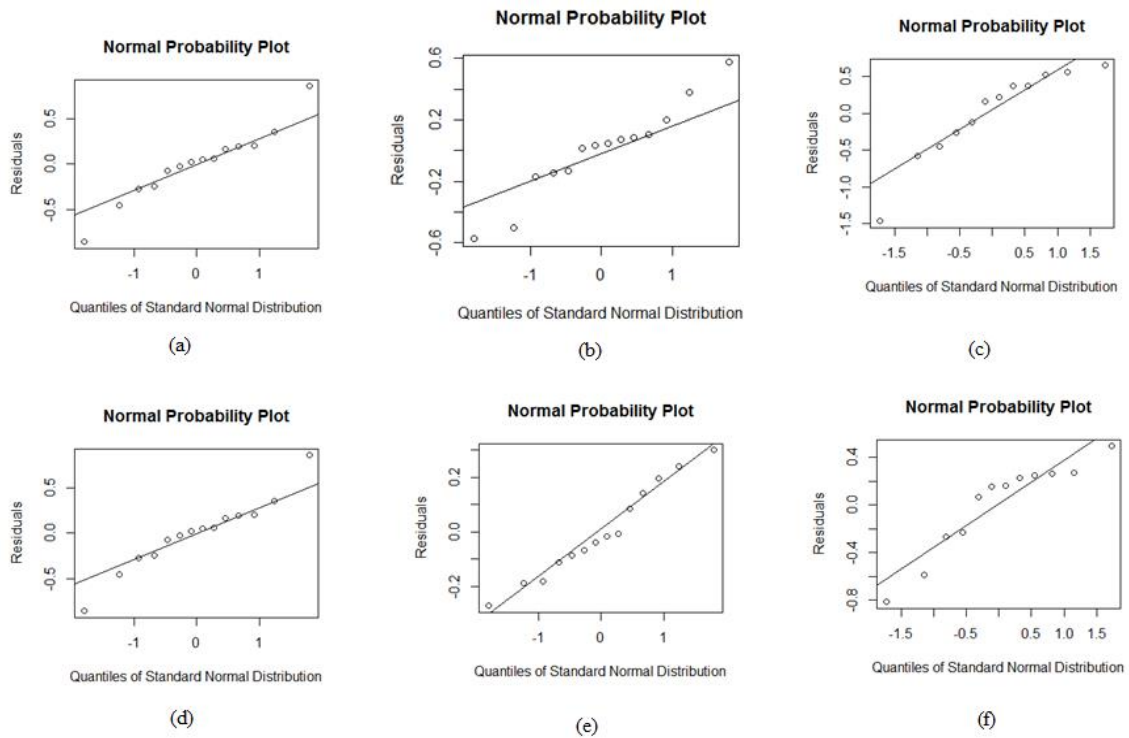 Normal Probability Plot
Residuals
0.5
0.0
-0.5
-1
0
1
Quantiles of Standard Normal Distribution
(a)
Normal Probability Plot
Residuals
0.6
0.2
-0.2
-0.6
-1
0
1
Quantiles of Standard Normal Distribution
(b)
Normal Probability Plot
Residuals
0.5
0.0
-0.5
-1.0
-1.5
-1.5
-0.5
0.5
1.0
1.5
Quantiles of Standard Normal Distribution
(c)
Normal Probability Plot
Residuals
0.5
0.0
-0.5
-1
0
1
Quantiles of Standard Normal Distribution
(d)
Normal Probability Plot
Residuals
0.2
0.0
-0.2
-1
0
1
Quantiles of Standard Normal Distribution
(e)
Normal Probability Plot
Residuals
0.4
0.0
-0.4
-0.8
-1.5
-0.5
0.5
1.0
1.5
Quantiles of Standard Normal Distribution
(f)